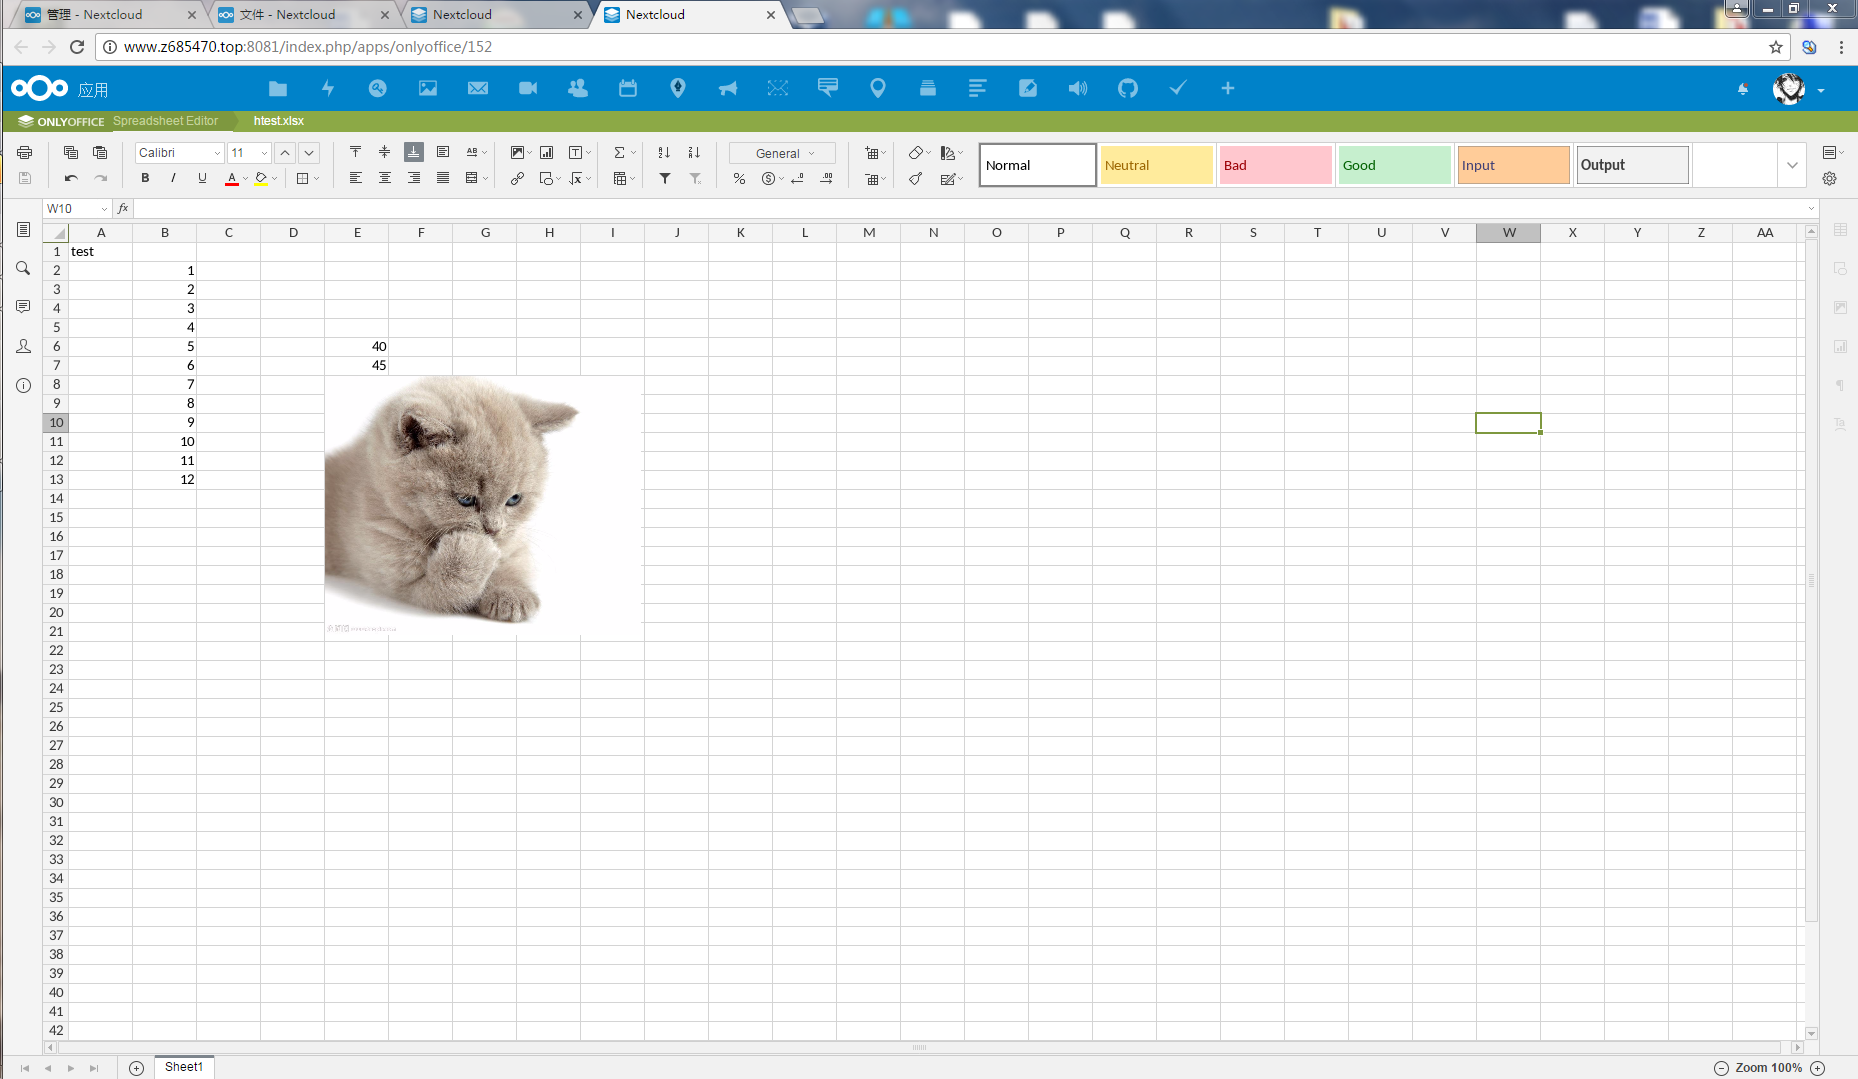 管理 - Nextcloud
文件 - Nextcloud
Nextcloud
Nextcloud
www.z685470.top:8081/index.php/apps/onlyoffice/152
应用
ONLYOFFICE Spreadsheet Editor htest.xlsx
Calibri 11 General Normal Neutral Bad Good Input Output
W10 fx
A B C D E F G H I J K L M N O P Q R S T U V W X Y Z AA
1 test
2 1
3 2
4 3
5 4
6 5 40
7 6 45
8 7
9 8
10 9
11 10
12 11
13 12
14
15
16
17
18
19
20
21
22
23
24
25
26
27
28
29
30
31
32
33
34
35
36
37
38
39
40
41
42
Sheet1 Zoom 100%